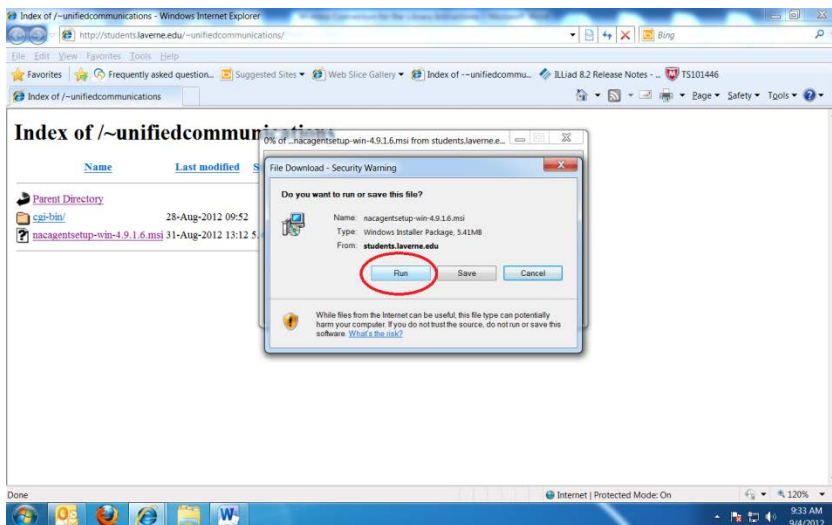 Index of /~unifiedcommunications - Windows Internet Explorer
http://students.laverne.edu/~unifiedcommunications/
Bing
File Edit View Favorites Tools Help
Favorites Frequently asked question... Suggested Sites Web Slice Gallery Index of --unifiedcommu... ILLiad 8.2 Release Notes - ... TS101446
Index of /~unifiedcommunications
Page Safety Tools
Index of /~unifiedcommunications
0% of ...nacagentsetup-win-4.9.1.6.msi from students.laverne.e...
Name Last modified
File Download - Security Warning
Do you want to run or save this file?
Parent Directory
Name: nacagentsetup-win-4.9.1.6.msi
cgi-bin/ 28-Aug-2012 09:52
Type: Windows Installer Package, 5.41MB
nacagentsetup-win-4.9.1.6.msi 31-Aug-2012 13:12
From: students.laverne.edu
Run Save Cancel
While files from the Internet can be useful, this file type can potentially
harm your computer. If you do not trust the source, do not run or save this
software. What's the risk?
Done
Internet | Protected Mode: On
120%
9:33 AM
9/4/2012